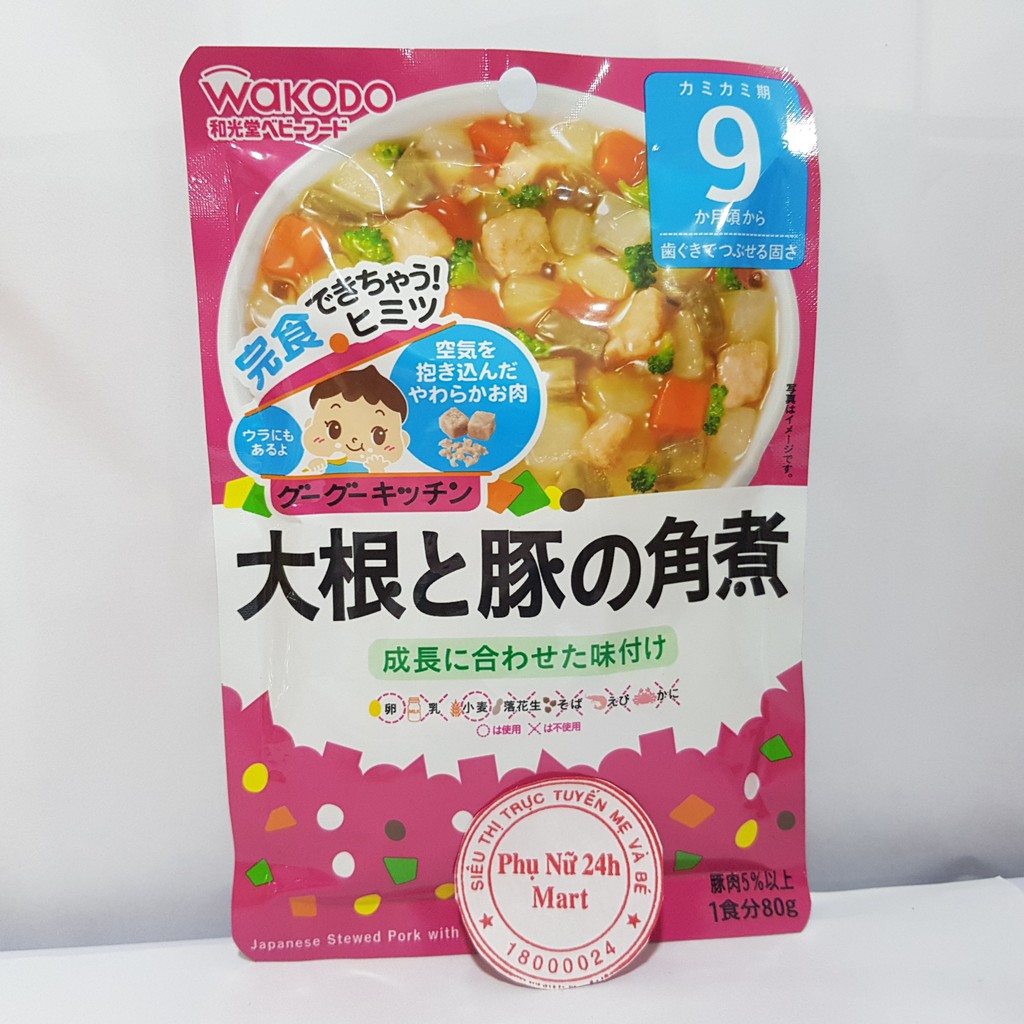 WAKODO
和光堂ベビーフード
カミカミ期
9
か月頃から
歯ぐきでつぶせる固さ
完食できちゃう!
ヒミツ
空気を
抱き込んだ
やわらかお肉
ウラにも
あるよ
写真はイメージです。
グーグーキッチン
大根と豚の角煮
成長に合わせた味付け
卵 乳 小麦 落花生 そば えび かに
○は使用 ×は不使用
SIÊU THỊ TRỰC TUYẾN MẸ VÀ BÉ
Phụ Nữ 24h
Mart
★ 18000024 ★
豚肉5%以上
1食分80g
Japanese Stewed Pork with